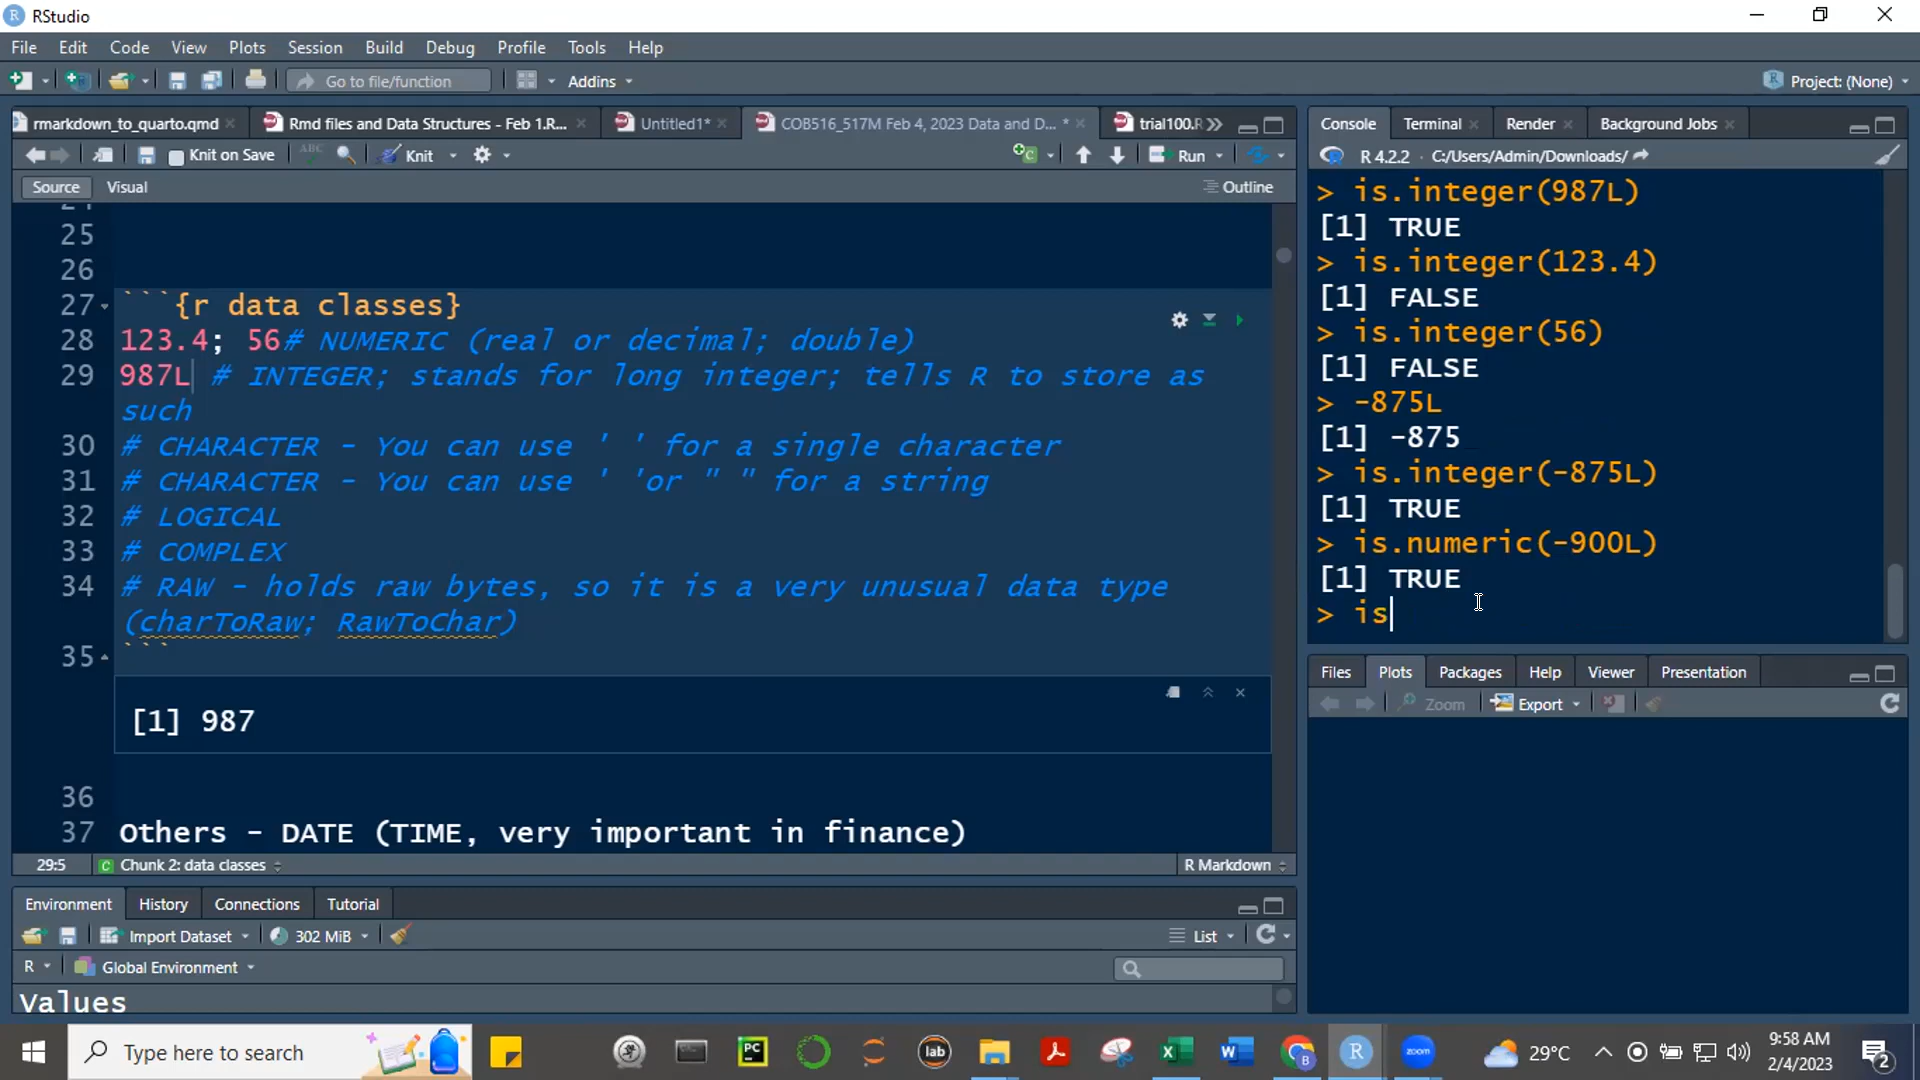 RStudio
File Edit Code View Plots Session Build Debug Profile Tools Help
Go to file/function Addins Project: (None)
rmarkdown_to_quarto.qmd Rmd files and Data Structures - Feb 1.R... Untitled1* COB516_517M Feb 4, 2023 Data and D... * trial100.R
Knit on Save ABC Knit Run
Source Visual Outline
25
26
27 ```{r data classes}
28 123.4; 56# NUMERIC (real or decimal; double)
29 987L # INTEGER; stands for long integer; tells R to store as
such
30 # CHARACTER - You can use ' ' for a single character
31 # CHARACTER - You can use ' 'or " " for a string
32 # LOGICAL
33 # COMPLEX
34 # RAW - holds raw bytes, so it is a very unusual data type
(charToRaw; RawToChar)
35 ```
[1] 987
36
37 Others - DATE (TIME, very important in finance)
29:5 Chunk 2: data classes R Markdown
Environment History Connections Tutorial
Import Dataset 302 MiB List
R Global Environment
Values
Console Terminal Render Background Jobs
R 4.2.2 · C:/Users/Admin/Downloads/
> is.integer(987L)
[1] TRUE
> is.integer(123.4)
[1] FALSE
> is.integer(56)
[1] FALSE
> -875L
[1] -875
> is.integer(-875L)
[1] TRUE
> is.numeric(-900L)
[1] TRUE
> is
Files Plots Packages Help Viewer Presentation
Zoom Export
Type here to search PC lab X W B R zoom 29°C 9:58 AM
2/4/2023 2